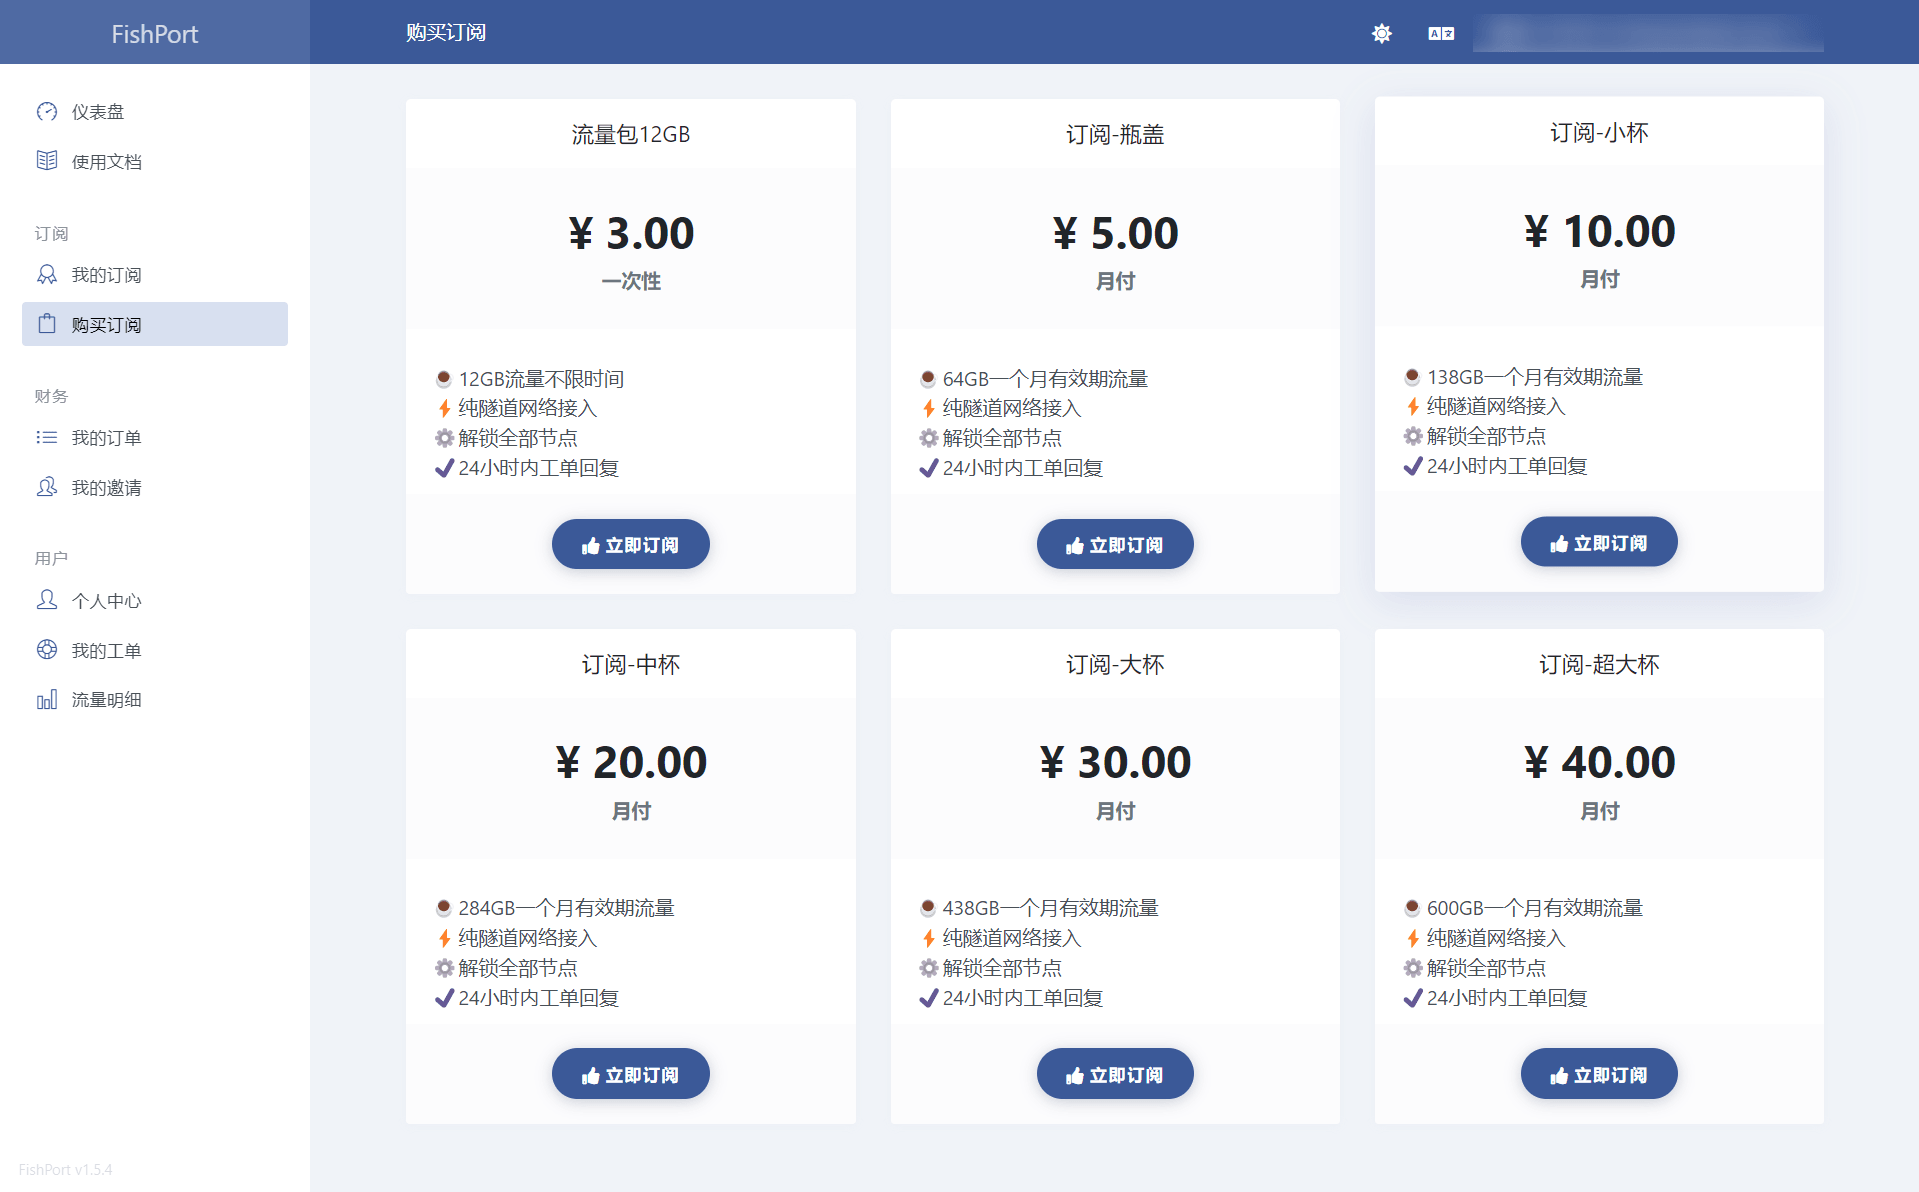 FishPort
购买订阅
仪表盘
使用文档
订阅
我的订阅
购买订阅
财务
我的订单
我的邀请
用户
个人中心
我的工单
流量明细
FishPort v1.5.4
流量包12GB
¥ 3.00
一次性
12GB流量不限时间
纯隧道网络接入
解锁全部节点
24小时内工单回复
立即订阅
订阅-瓶盖
¥ 5.00
月付
64GB一个月有效期流量
纯隧道网络接入
解锁全部节点
24小时内工单回复
立即订阅
订阅-小杯
¥ 10.00
月付
138GB一个月有效期流量
纯隧道网络接入
解锁全部节点
24小时内工单回复
立即订阅
订阅-中杯
¥ 20.00
月付
284GB一个月有效期流量
纯隧道网络接入
解锁全部节点
24小时内工单回复
立即订阅
订阅-大杯
¥ 30.00
月付
438GB一个月有效期流量
纯隧道网络接入
解锁全部节点
24小时内工单回复
立即订阅
订阅-超大杯
¥ 40.00
月付
600GB一个月有效期流量
纯隧道网络接入
解锁全部节点
24小时内工单回复
立即订阅